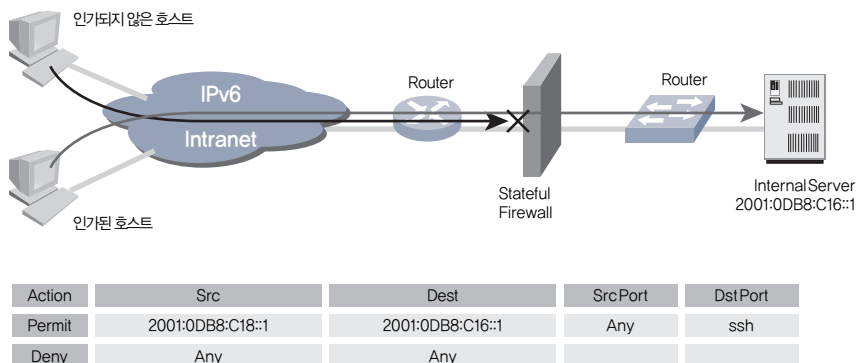 인가되지 않은 호스트
IPv6
Intranet
Router
Router
Stateful
Firewall
Internal Server
2001:0DB8:C16::1
인가된 호스트
Action Src Dest Src Port Dst Port
Permit 2001:0DB8:C18::1 2001:0DB8:C16::1 Any ssh
Deny Any Any